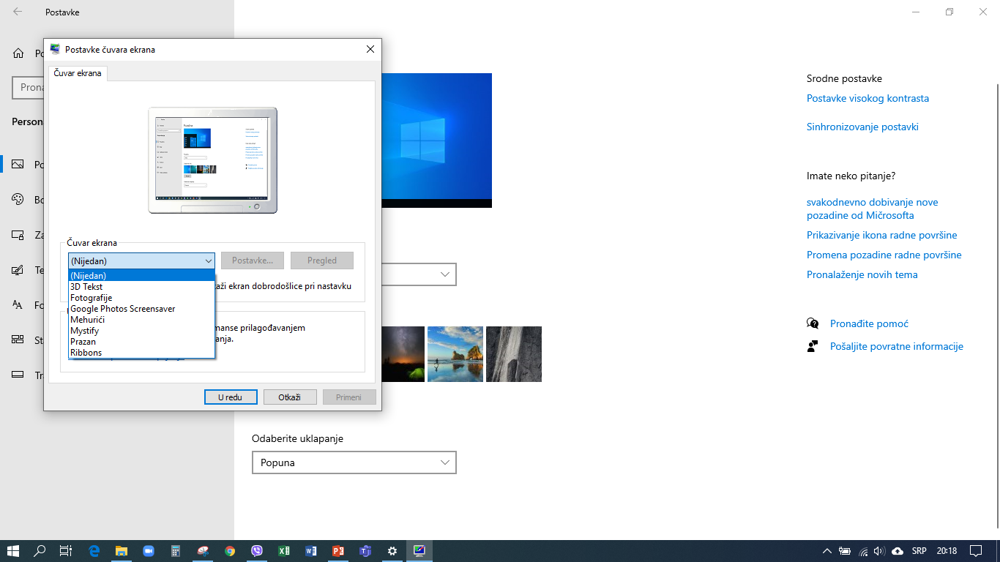 Postavke
Postavke čuvara ekrana
Čuvar ekrana
Čuvar ekrana
(Nijedan)
Postavke...
Pregled
(Nijedan)
3D Tekst
Fotografije
Google Photos Screensaver
Mehurići
Mystify
Prazan
Ribbons
ži ekran dobrodošlice pri nastavku
manse prilagođavanjem
anja.
U redu
Otkaži
Primeni
Prona
Person
Po
Bo
Za
Te
Fo
St
Tr
Odaberite uklapanje
Popuna
Srodne postavke
Postavke visokog kontrasta
Sinhronizovanje postavki
Imate neko pitanje?
svakodnevno dobivanje nove
pozadine od Mičrosofta
Prikazivanje ikona radne površine
Promena pozadine radne površine
Pronalaženje novih tema
Pronađite pomoć
Pošaljite povratne informacije
SRP
20:18